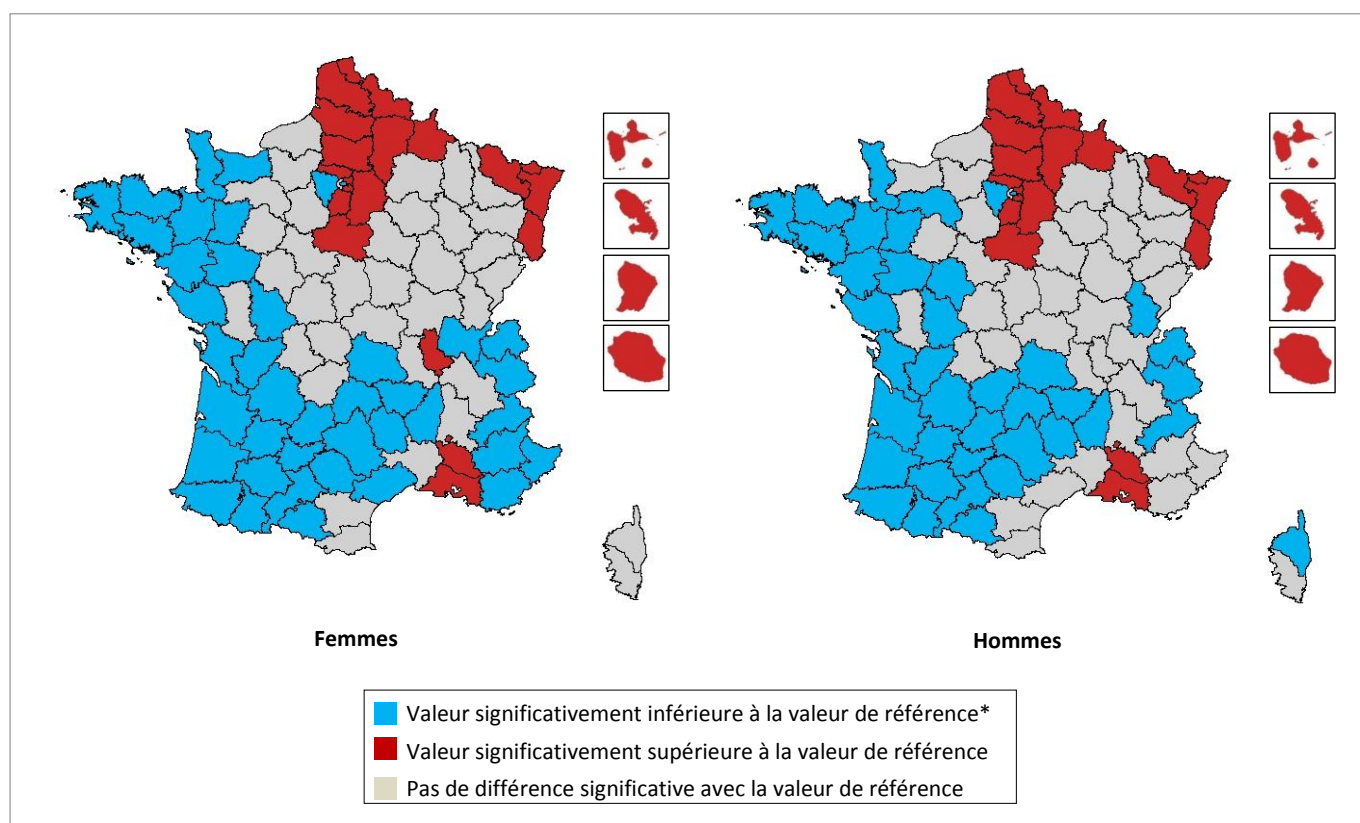 Femmes
Hommes
Valeur significativement inférieure à la valeur de référence*
Valeur significativement supérieure à la valeur de référence
Pas de différence significative avec la valeur de référence